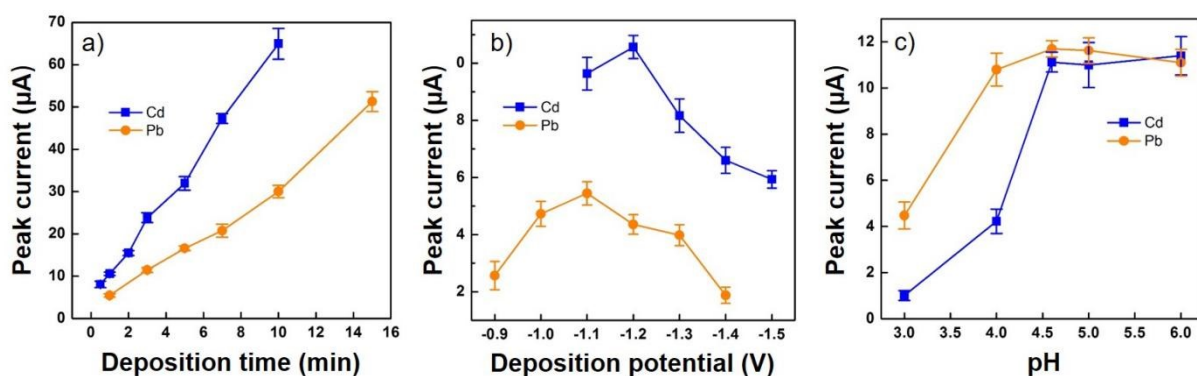 a)
Peak current (µA)
70
60
50
40
30
20
10
0
Cd
Pb
0 2 4 6 8 10 12 14 16
Deposition time (min)
b)
Peak current (µA)
0
8
6
4
2
Cd
Pb
-0.9 -1.0 -1.1 -1.2 -1.3 -1.4 -1.5
Deposition potential (V)
c)
Peak current (µA)
12
10
8
6
4
2
0
Cd
Pb
3.0 3.5 4.0 4.5 5.0 5.5 6.0
pH